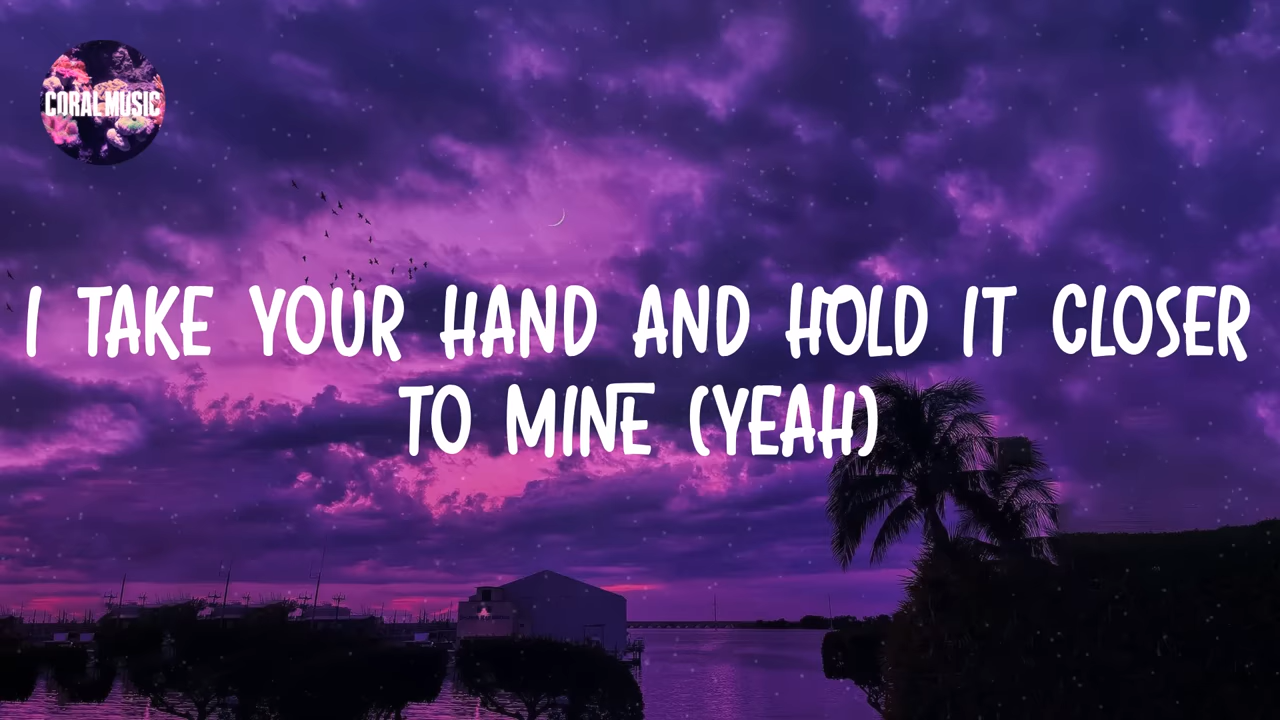 CORAL MUSIC
I TAKE YOUR HAND AND HOLD IT CLOSER
TO MINE (YEAH)